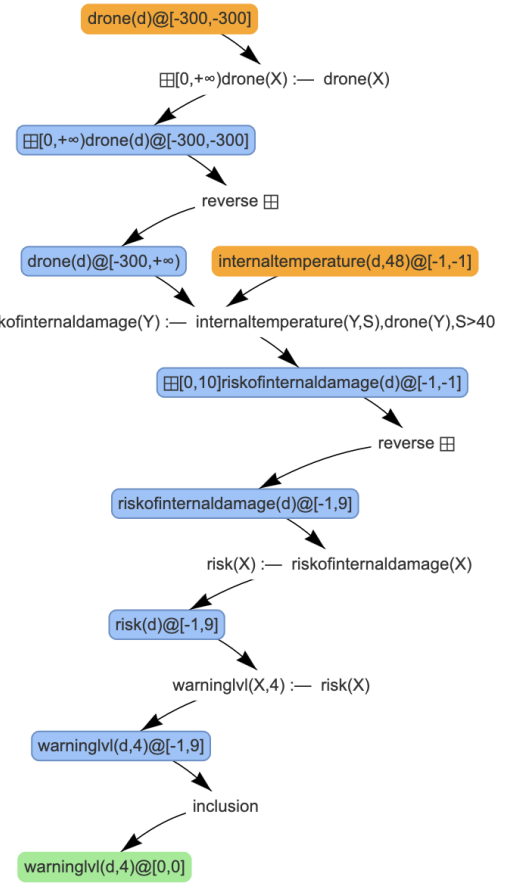 drone(d)@[-300,-300]
⊞[0,+∞)drone(X) :— drone(X)
⊞[0,+∞)drone(d)@[-300,-300]
reverse ⊞
drone(d)@[-300,+∞)
internaltemperature(d,48)@[-1,-1]
kofinternaldamage(Y) :— internaltemperature(Y,S),drone(Y),S>40
⊞[0,10]riskofinternaldamage(d)@[-1,-1]
reverse ⊞
riskofinternaldamage(d)@[-1,9]
risk(X) :— riskofinternaldamage(X)
risk(d)@[-1,9]
warninglvl(X,4) :— risk(X)
warninglvl(d,4)@[-1,9]
inclusion
warninglvl(d,4)@[0,0]